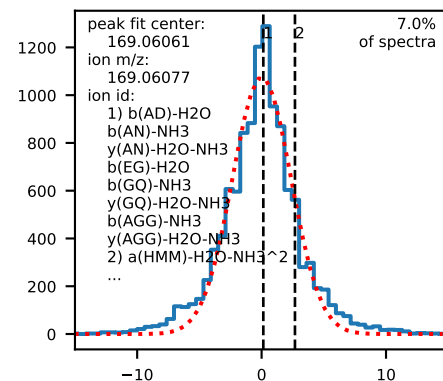 peak fit center:
169.06061
ion m/z:
169.06077
ion id:
1) b(AD)-H2O
b(AN)-NH3
y(AN)-H2O-NH3
b(EG)-H2O
b(GQ)-NH3
y(GQ)-H2O-NH3
b(AGG)-NH3
y(AGG)-H2O-NH3
2) a(HMM)-H2O-NH3^2
...
7.0%
of spectra
1
2
1200
1000
800
600
400
200
0
−10
0
10